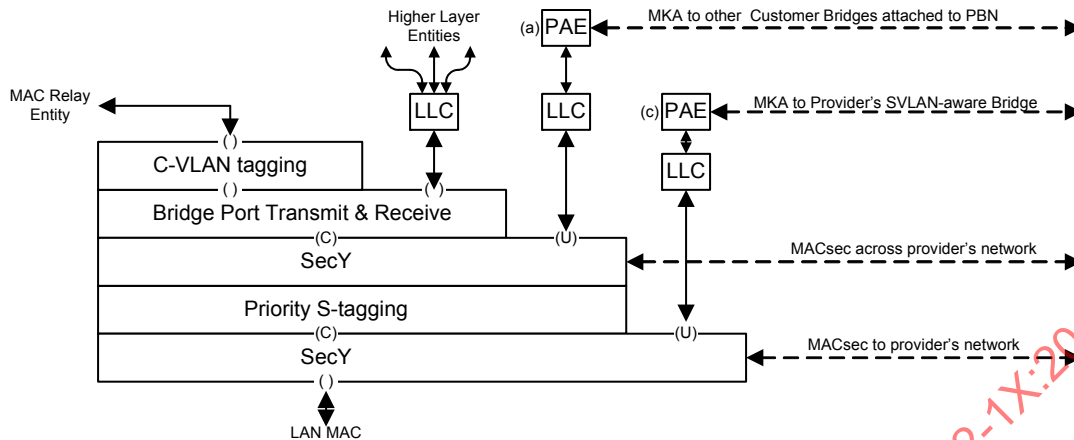 Higher Layer
Entities
(a) PAE
MKA to other Customer Bridges attached to PBN
MAC Relay
Entity
LLC
LLC
(c) PAE
MKA to Provider's SVLAN-aware Bridge
( )
C-VLAN tagging
LLC
( )
( )
Bridge Port Transmit & Receive
(C)
(U)
SecY
MACsec across provider's network
Priority S-tagging
(C)
(U)
SecY
MACsec to provider's network
( )
LAN MAC
-1X:20